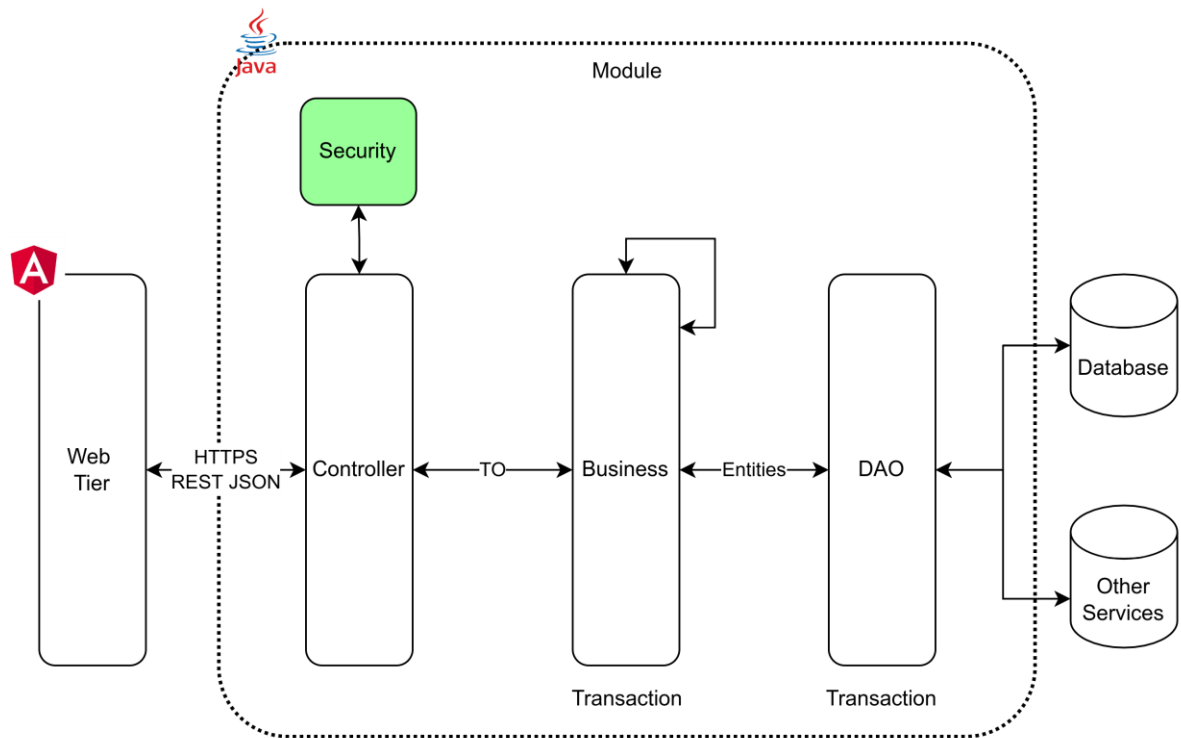 Java
Module
Security
A
Web
Tier
HTTPS
REST JSON
Controller
TO
Business
Entities
DAO
Database
Other
Services
Transaction
Transaction